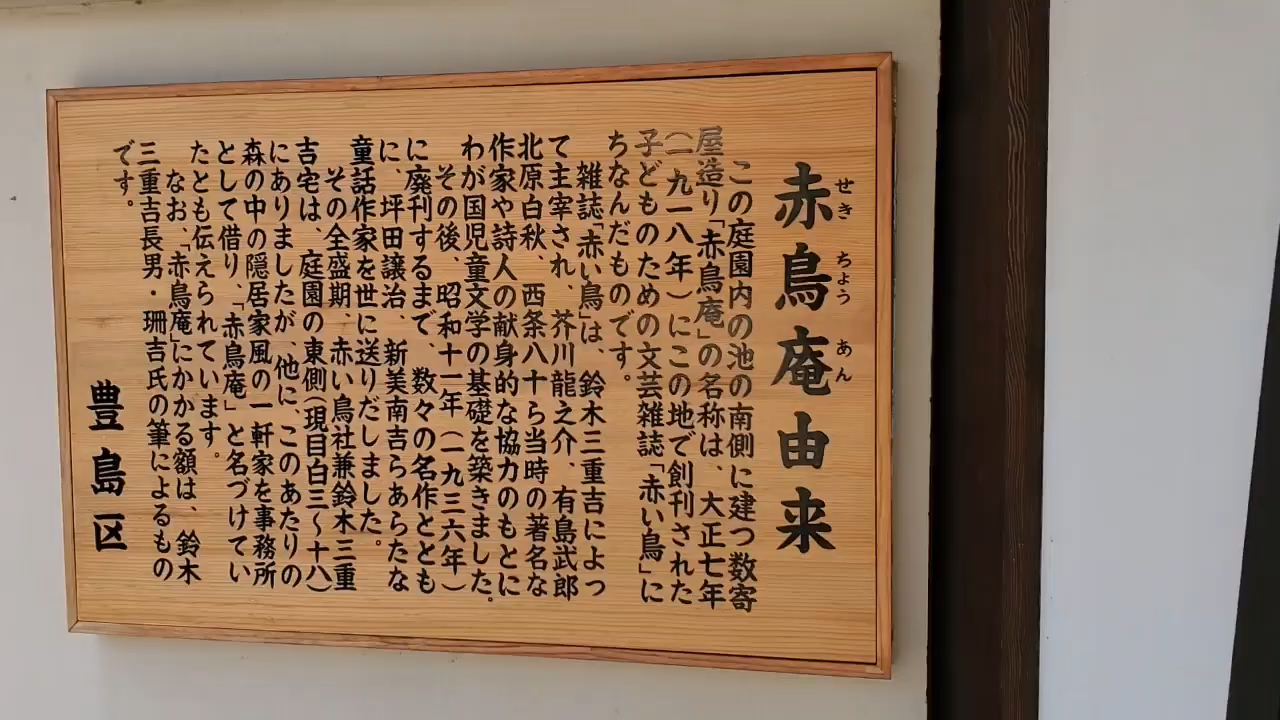 赤鳥庵由来
せき ちよう あん
この庭園内の池の南側に建つ数寄
屋造り「赤鳥庵」の名称は、大正七年
(一九一八年)にこの地で創刊された
子どものための文芸雑誌「赤い鳥」に
ちなんだものです。
雑誌「赤い鳥」は、鈴木三重吉によっ
て主宰され、芥川龍之介、有島武郎
北原白秋、西条八十ら当時の著名な
作家や詩人の献身的な協力のもとに
わが国児童文学の基礎を築きました。
その後、昭和十一年(一九三六年)
に廃刊するまで、数々の名作ととも
に、坪田譲治、新美南吉らあらたな
童話作家を世に送りだしました。
その全盛期、赤い鳥社兼鈴木三重
吉宅は、庭園の東側(現目白三〜十八)
にありましたが、他に、このあたりの
森の中の隠居家風の一軒家を事務所
として借り、「赤鳥庵」と名づけてい
たとも伝えられています。
なお、「赤鳥庵」にかかる額は、鈴木
三重吉長男・珊吉氏の筆によるもの
です。
豊島区